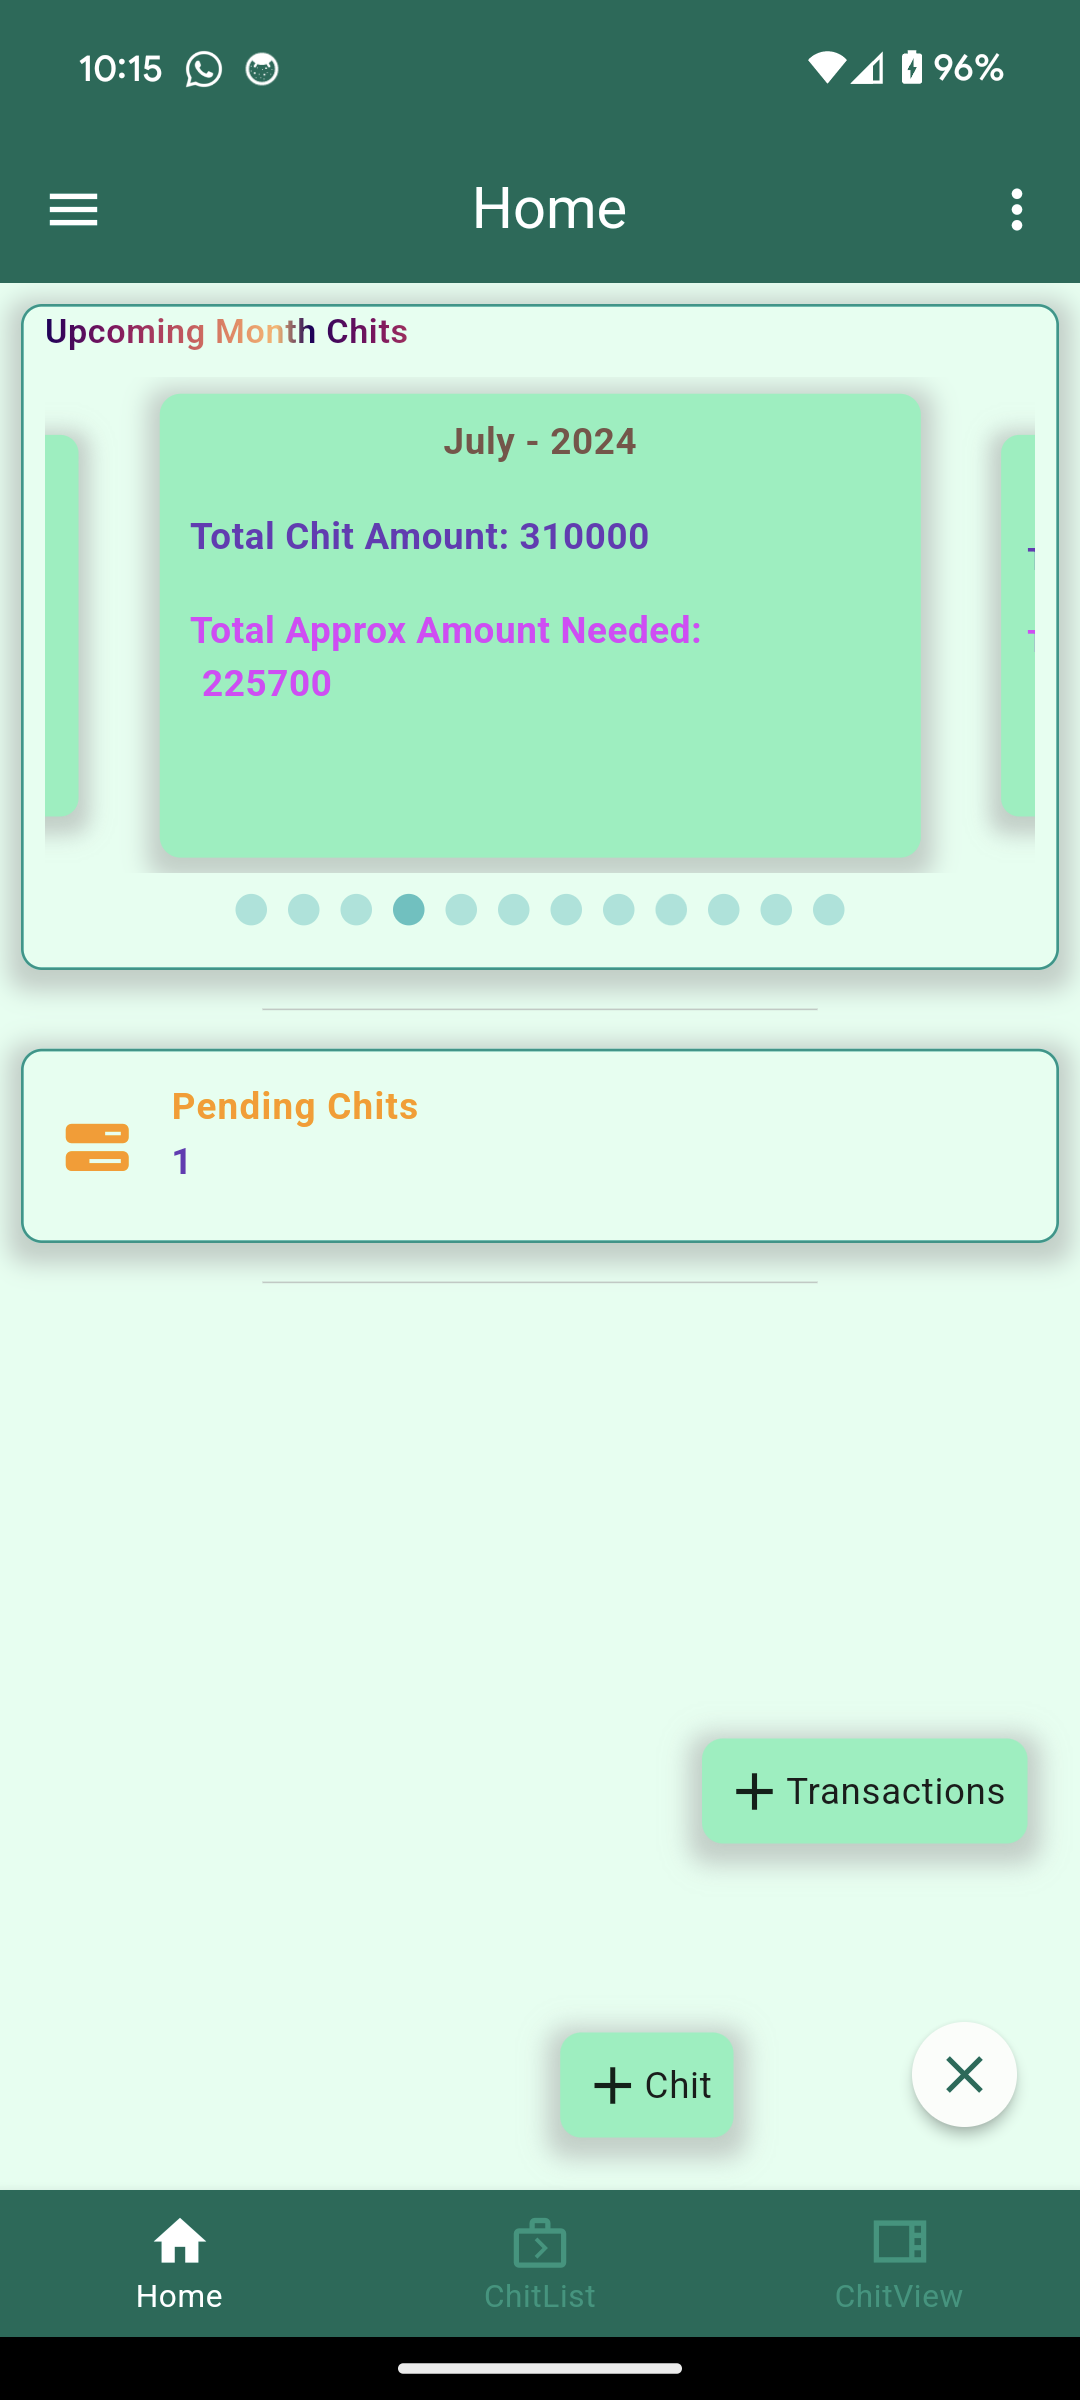 10:15
96%
Home
Upcoming Month Chits
July - 2024
Total Chit Amount: 310000
Total Approx Amount Needed:
225700
Pending Chits
1
Transactions
Chit
Home
ChitList
ChitView